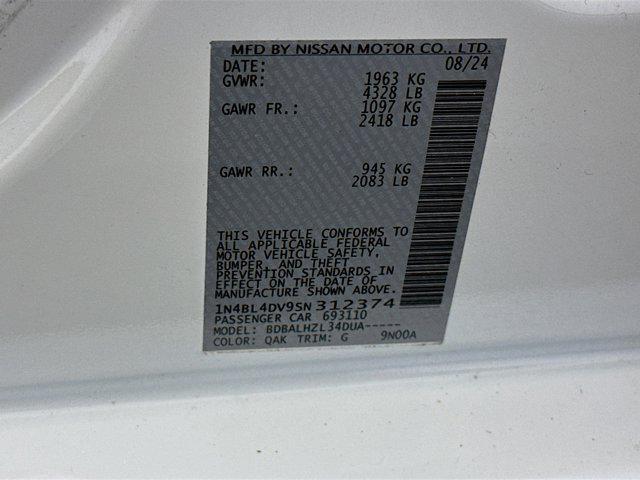 MFD BY NISSAN MOTOR CO., LTD.
DATE: 08/24
GVWR: 1963 KG
4328 LB
GAWR FR.: 1097 KG
2418 LB
GAWR RR.: 945 KG
2083 LB
THIS VEHICLE CONFORMS TO
ALL APPLICABLE FEDERAL
MOTOR VEHICLE SAFETY,
BUMPER, AND THEFT
PREVENTION STANDARDS IN
EFFECT ON THE DATE OF
MANUFACTURE SHOWN ABOVE.
1N4BL4DV9SN312374
PASSENGER CAR 693110
MODEL: BDBALHZL34DUA-----
COLOR: QAK TRIM: G 9N00A